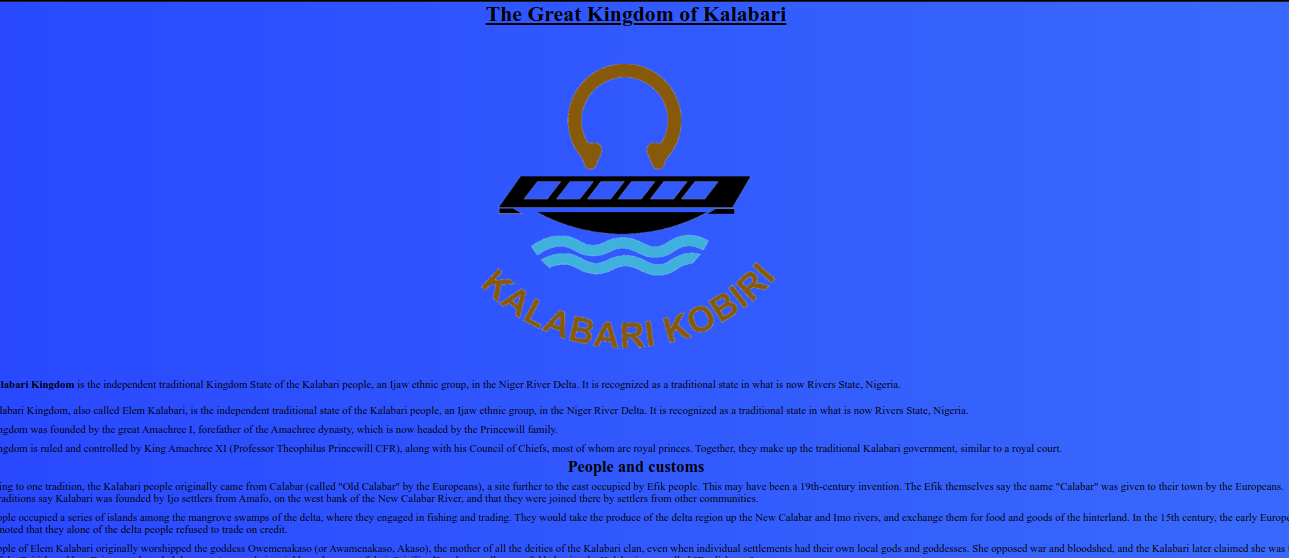 The Great Kingdom of Kalabari
KALABARI KOBIRI
labari Kingdom is the independent traditional Kingdom State of the Kalabari people, an Ijaw ethnic group, in the Niger River Delta. It is recognized as a traditional state in what is now Rivers State, Nigeria.
labari Kingdom, also called Elem Kalabari, is the independent traditional state of the Kalabari people, an Ijaw ethnic group, in the Niger River Delta. It is recognized as a traditional state in what is now Rivers State, Nigeria.
ngdom was founded by the great Amachree I, forefather of the Amachree dynasty, which is now headed by the Princewill family.
ngdom is ruled and controlled by King Amachree XI (Professor Theophilus Princewill CFR), along with his Council of Chiefs, most of whom are royal princes. Together, they make up the traditional Kalabari government, similar to a royal court.
People and customs
ing to one tradition, the Kalabari people originally came from Calabar (called "Old Calabar" by the Europeans), a site further to the east occupied by Efik people. This may have been a 19th-century invention. The Efik themselves say the name "Calabar" was given to their town by the Europeans.
raditions say Kalabari was founded by Ijo settlers from Amafo, on the west bank of the New Calabar River, and that they were joined there by settlers from other communities.
ople occupied a series of islands among the mangrove swamps of the delta, where they engaged in fishing and trading. They would take the produce of the delta region up the New Calabar and Imo rivers, and exchange them for food and goods of the hinterland. In the 15th century, the early Europe
noted that they alone of the delta people refused to trade on credit.
ople of Elem Kalabari originally worshipped the goddess Owemenakaso (or Awamenakaso, Akaso), the mother of all the deities of the Kalabari clan, even when individual settlements had their own local gods and goddesses. She opposed war and bloodshed, and the Kalabari later claimed she was